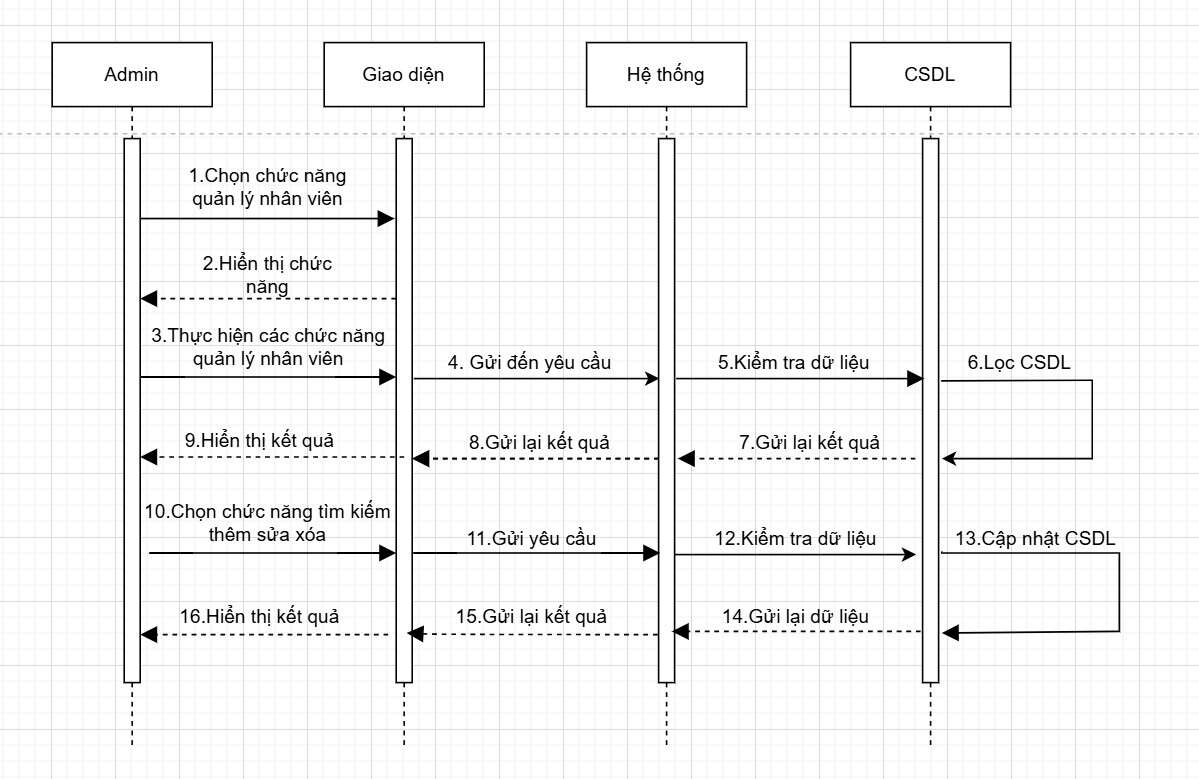 Admin
Giao diện
Hệ thống
CSDL
1.Chọn chức năng
quản lý nhân viên
2.Hiển thị chức
năng
3.Thực hiện các chức năng
quản lý nhân viên
4. Gửi đến yêu cầu
5.Kiểm tra dữ liệu
6.Lọc CSDL
9.Hiển thị kết quả
8.Gửi lại kết quả
7.Gửi lại kết quả
10.Chọn chức năng tìm kiếm
thêm sửa xóa
11.Gửi yêu cầu
12.Kiểm tra dữ liệu
13.Cập nhật CSDL
16.Hiển thị kết quả
15.Gửi lại kết quả
14.Gửi lại dữ liệu